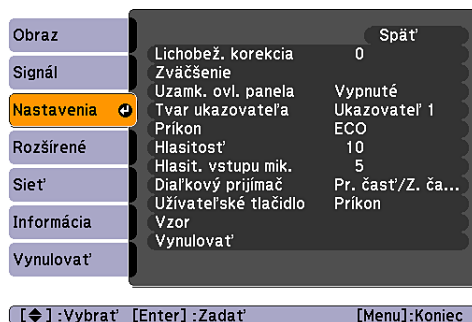 Obraz
Signál
Nastavenia
Rozšírené
Sieť
Informácia
Vynulovať
Späť
Lichobež. korekcia 0
Zväčšenie
Uzamk. ovl. panela Vypnuté
Tvar ukazovateľa Ukazovateľ 1
Príkon ECO
Hlasitosť 10
Hlasit. vstupu mik. 5
Diaľkový prijímač Pr. časť/Z. ča...
Užívateľské tlačidlo Príkon
Vzor
Vynulovať
[◆] :Vybrať [Enter] :Zadať [Menu]:Koniec